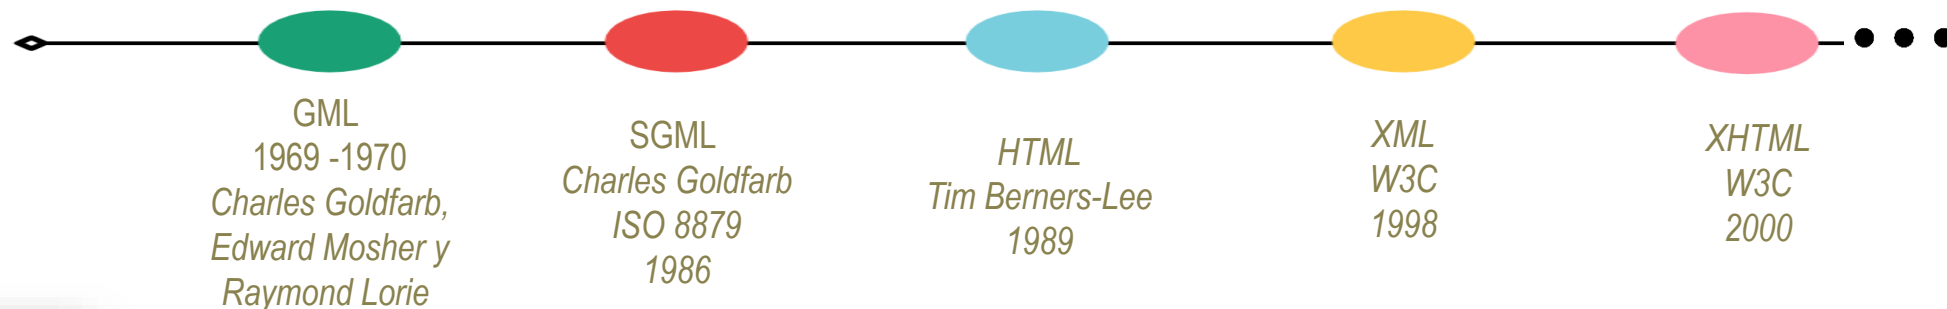 GML
1969 -1970
Charles Goldfarb,
Edward Mosher y
Raymond Lorie
SGML
Charles Goldfarb
ISO 8879
1986
HTML
Tim Berners-Lee
1989
XML
W3C
1998
XHTML
W3C
2000